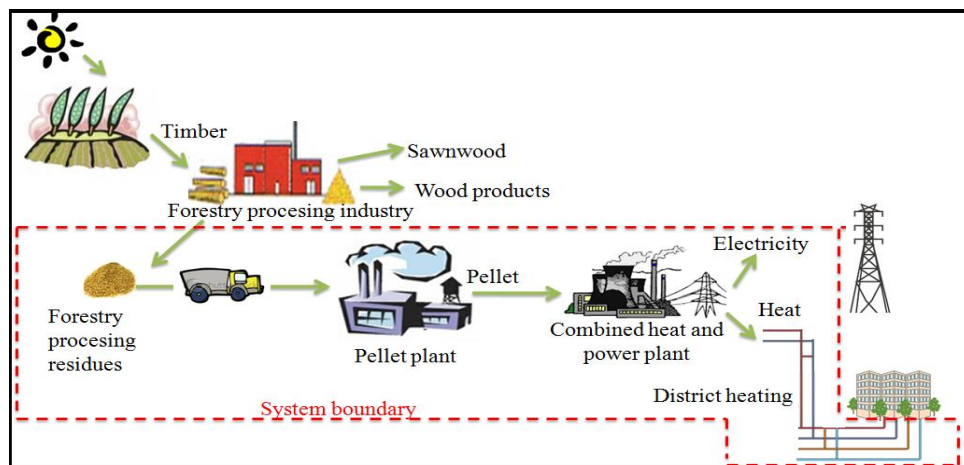 Timber
Sawnwood
Wood products
Forestry procesing industry
Electricity
Pellet
Heat
Forestry
procesing
residues
Pellet plant
Combined heat and
power plant
District heating
System boundary